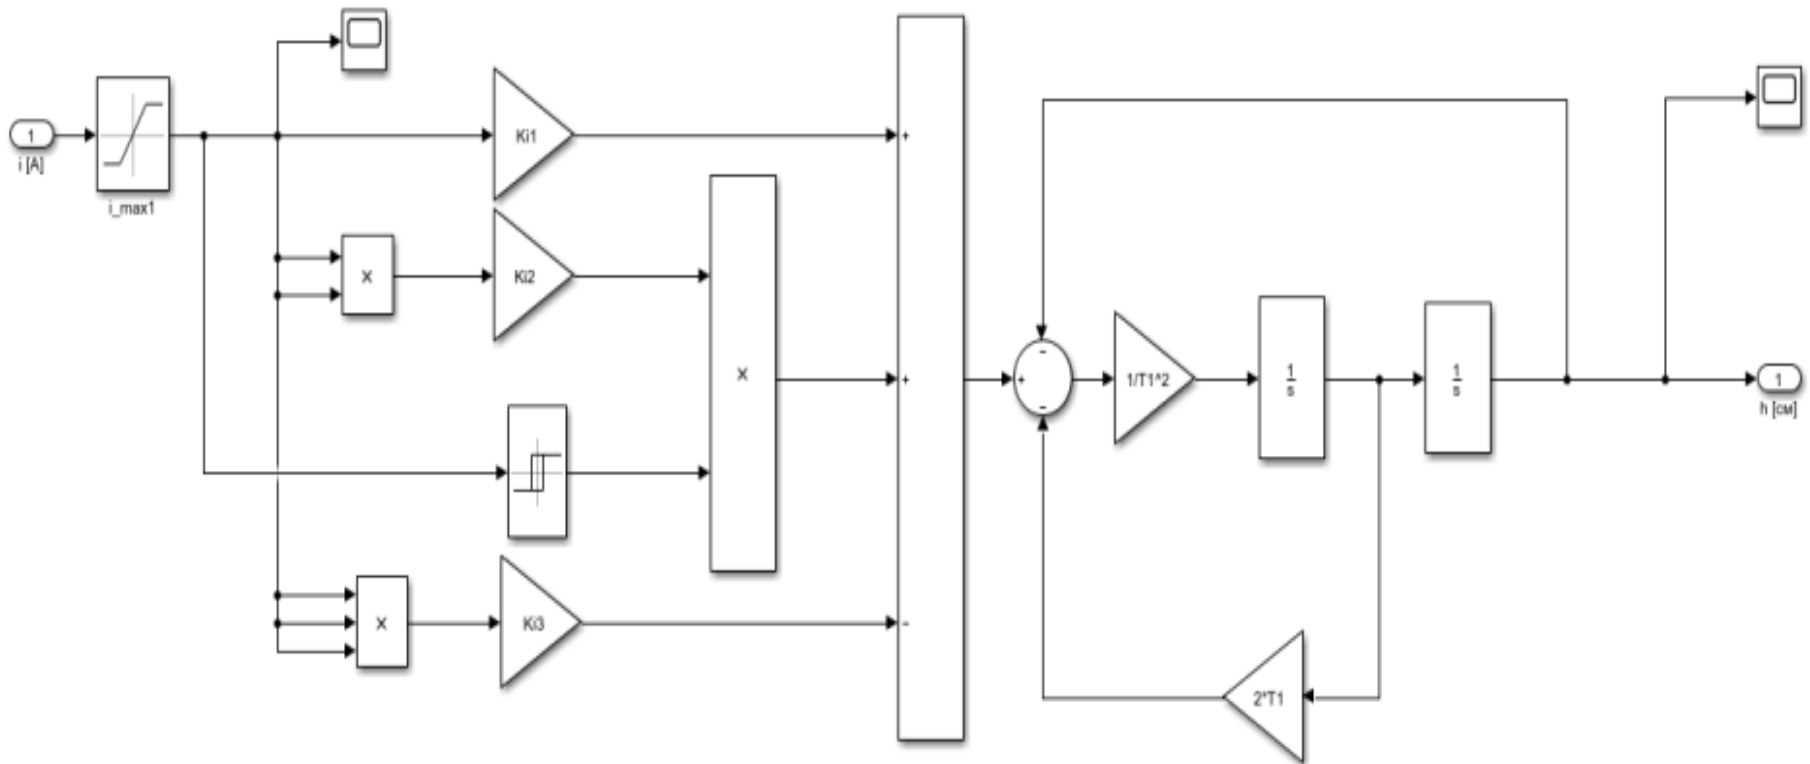 1
i [A]
i_max1
Ki1
+
X
Ki2
X
+
X
Ki3
-
-
+
-
1/T1^2
1
s
1
s
2*T1
1
h [см]